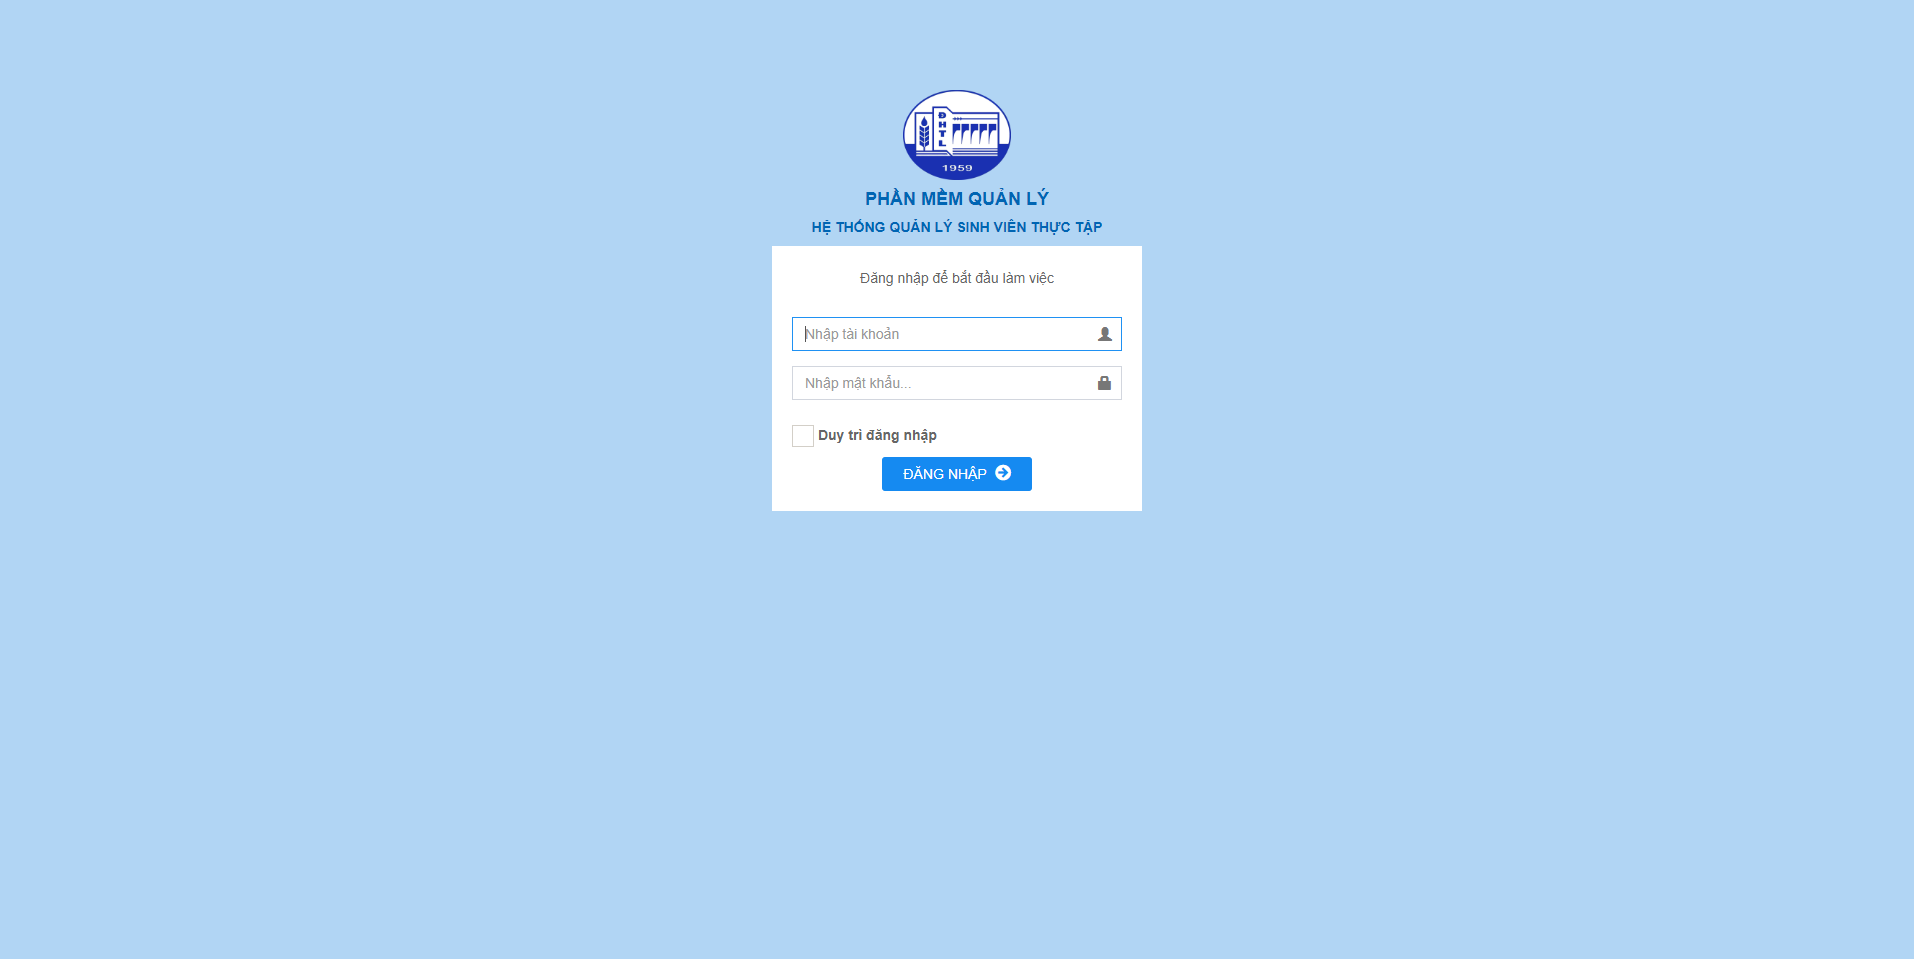 ĐHTL
1959
PHẦN MỀM QUẢN LÝ
HỆ THỐNG QUẢN LÝ SINH VIÊN THỰC TẬP
Đăng nhập để bắt đầu làm việc
Nhập tài khoản
Nhập mật khẩu...
Duy trì đăng nhập
ĐĂNG NHẬP